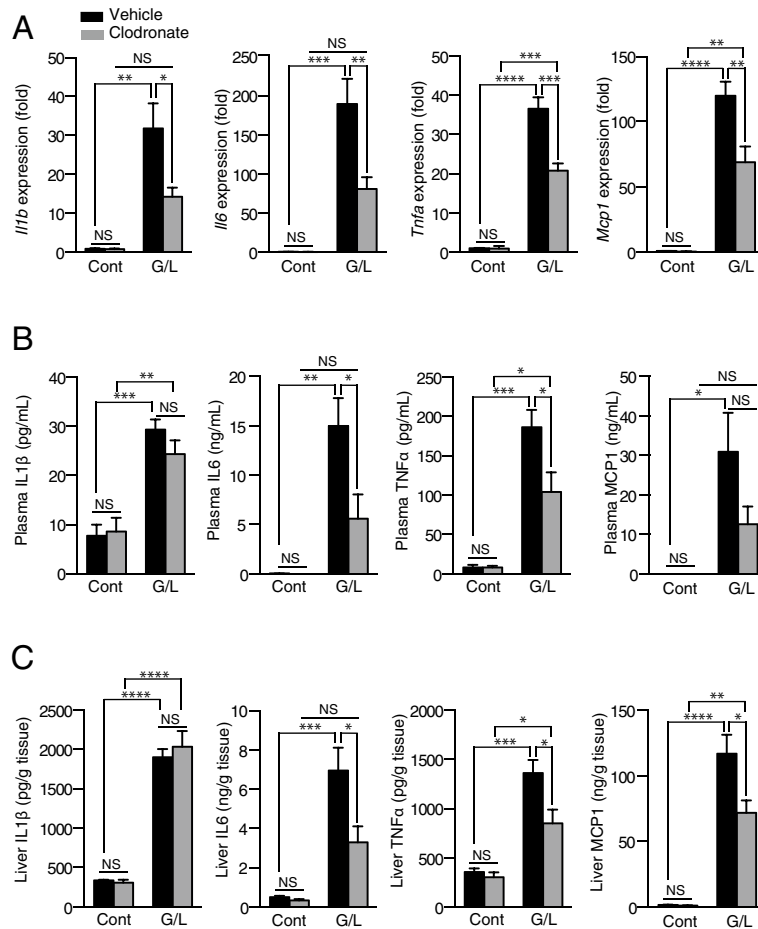 Vehicle
Clodronate
A
Il1b expression (fold)
50
40
30
20
10
0
NS
**
*
NS
Cont
G/L
Il6 expression (fold)
250
200
150
100
50
0
NS
***
**
Cont
G/L
Tnfa expression (fold)
50
40
30
20
10
0
***
****
***
NS
Cont
G/L
Mcp1 expression (fold)
150
100
50
0
**
****
**
NS
Cont
G/L
B
Plasma IL1β (pg/mL)
40
30
20
10
0
**
***
NS
NS
Cont
G/L
Plasma IL6 (ng/mL)
20
15
10
5
0
NS
**
*
NS
Cont
G/L
Plasma TNFα (pg/mL)
250
200
150
100
50
0
*
***
*
NS
Cont
G/L
Plasma MCP1 (ng/mL)
50
40
30
20
10
0
NS
*
NS
NS
Cont
G/L
C
Liver IL1β (pg/g tissue)
2500
2000
1500
1000
500
0
****
****
NS
NS
Cont
G/L
Liver IL6 (ng/g tissue)
10
8
6
4
2
0
NS
***
*
NS
Cont
G/L
Liver TNFα (pg/g tissue)
2000
1500
1000
500
0
*
***
*
NS
Cont
G/L
Liver MCP1 (ng/g tissue)
150
100
50
0
**
****
*
NS
Cont
G/L